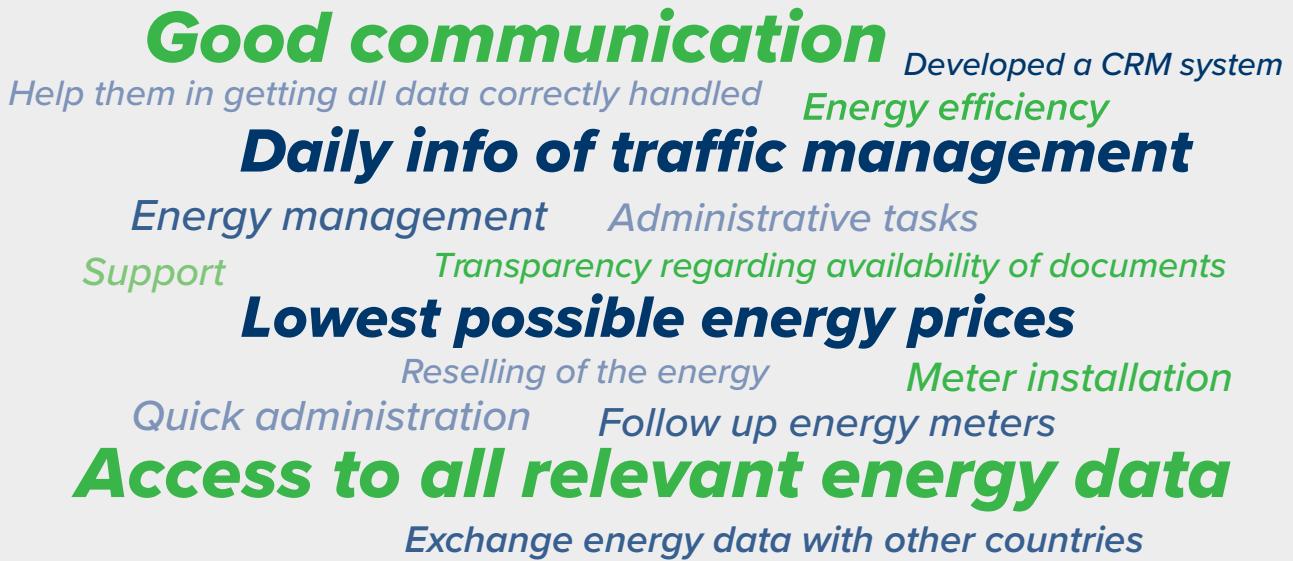 Good communication
Developed a CRM system
Help them in getting all data correctly handled
Energy efficiency
Daily info of traffic management
Energy management
Administrative tasks
Support
Transparency regarding availability of documents
Lowest possible energy prices
Reselling of the energy
Meter installation
Quick administration
Follow up energy meters
Access to all relevant energy data
Exchange energy data with other countries